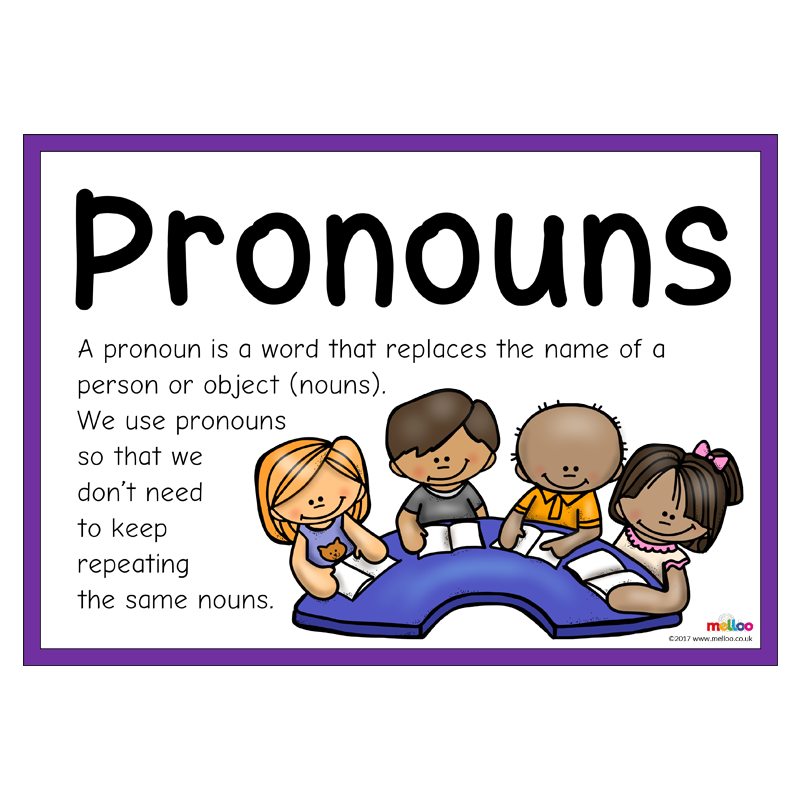 Pronouns
A pronoun is a word that replaces the name of a
person or object (nouns).
We use pronouns
so that we
don't need
to keep
repeating
the same nouns.
melloo
©2017 www.melloo.co.uk